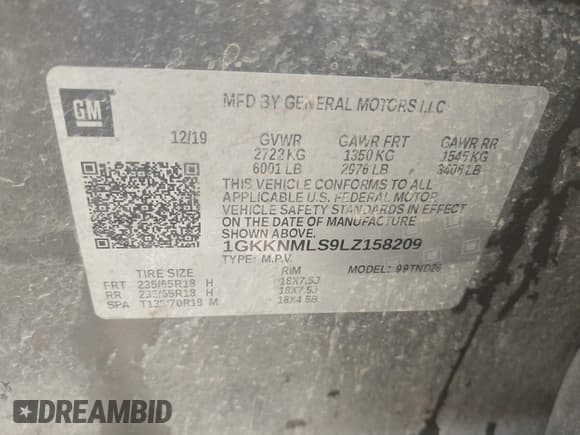 GM
MFD BY GENERAL MOTORS LLC
12/19 GVWR GAWR FRT GAWR RR
2722 KG 1350 KG 1545 KG
6001 LB 2976 LB 3406 LB
THIS VEHICLE CONFORMS TO ALL
APPLICABLE U.S. FEDERAL MOTOR
VEHICLE SAFETY STANDARDS IN EFFECT
ON THE DATE OF MANUFACTURE
SHOWN ABOVE.
1GKKNMLS9LZ158209
TYPE: M.P.V. MODEL: 99TND26
TIRE SIZE RIM
FRT 235/65R18 H 18X7.5J
RR 235/65R18 H 18X7.5J
SPA T135/70R18 M 18X4.5B
DREAMBID